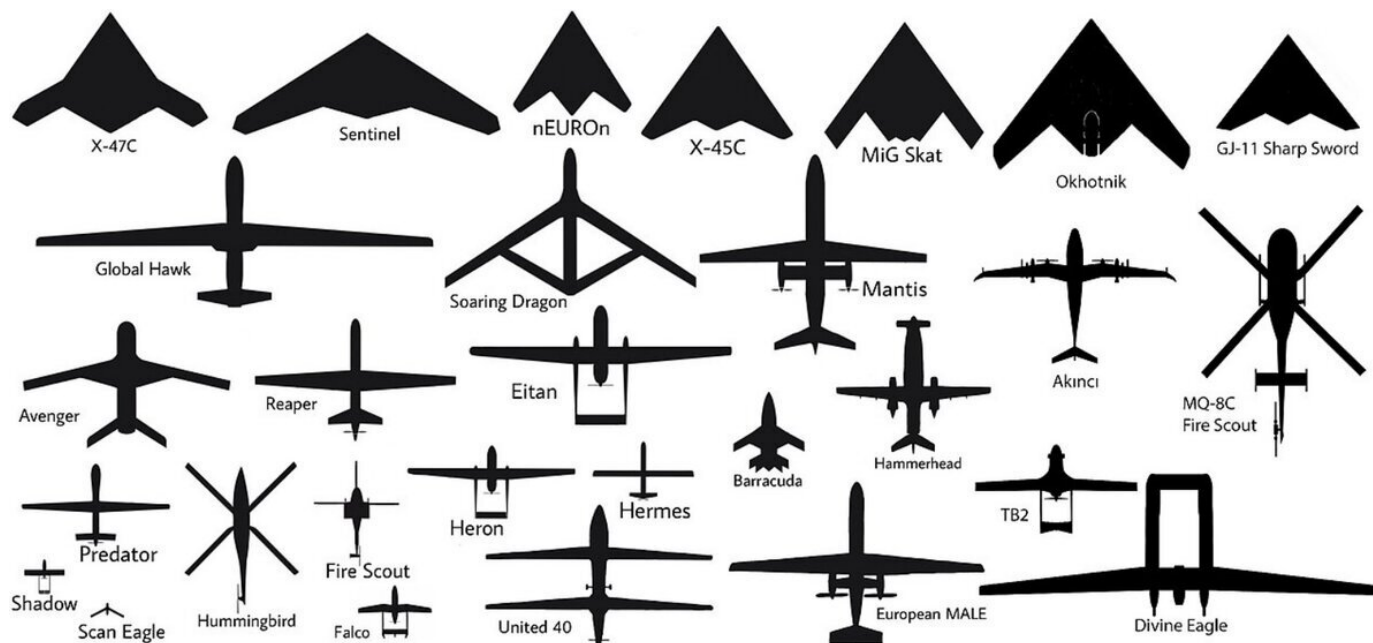 X-47C
Sentinel
nEUROn
X-45C
MiG Skat
Okhotnik
GJ-11 Sharp Sword
Global Hawk
Soaring Dragon
Mantis
Akıncı
MQ-8C
Fire Scout
Avenger
Reaper
Eitan
Barracuda
Hammerhead
Predator
Heron
Hermes
TB2
Shadow
Scan Eagle
Hummingbird
Fire Scout
Falco
United 40
European MALE
Divine Eagle